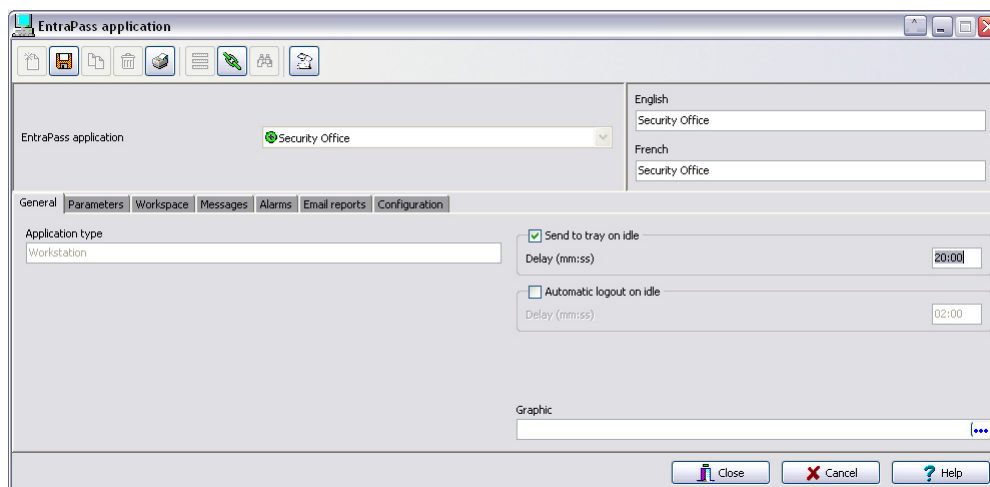 EntraPass application
English
Security Office
EntraPass application
Security Office
French
Security Office
General Parameters Workspace Messages Alarms Email reports Configuration
Application type
Workstation
Send to tray on idle
Delay (mm:ss) 20:00
Automatic logout on idle
Delay (mm:ss) 02:00
Graphic
Close Cancel Help